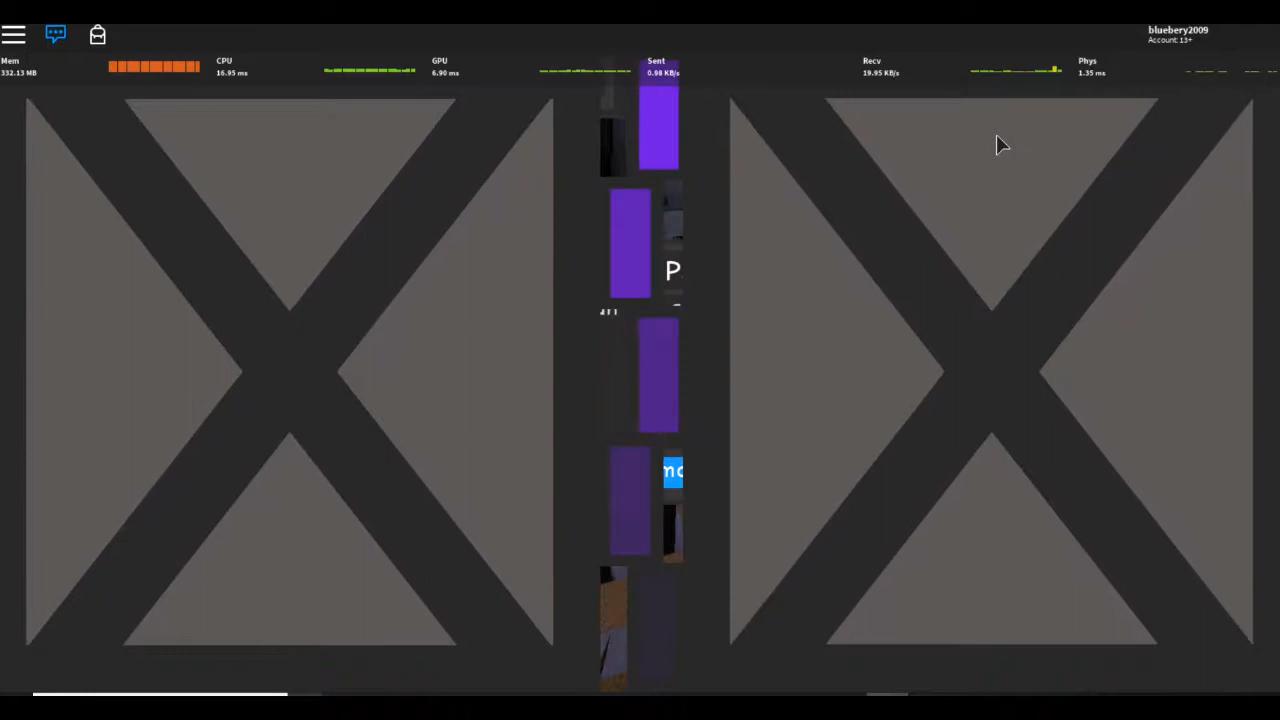 bluebery2009
Account: 13+
Mem
332.13 MB
CPU
16.95 ms
GPU
6.90 ms
Sent
0.98 KB/s
Recv
19.95 KB/s
Phys
1.35 ms
P